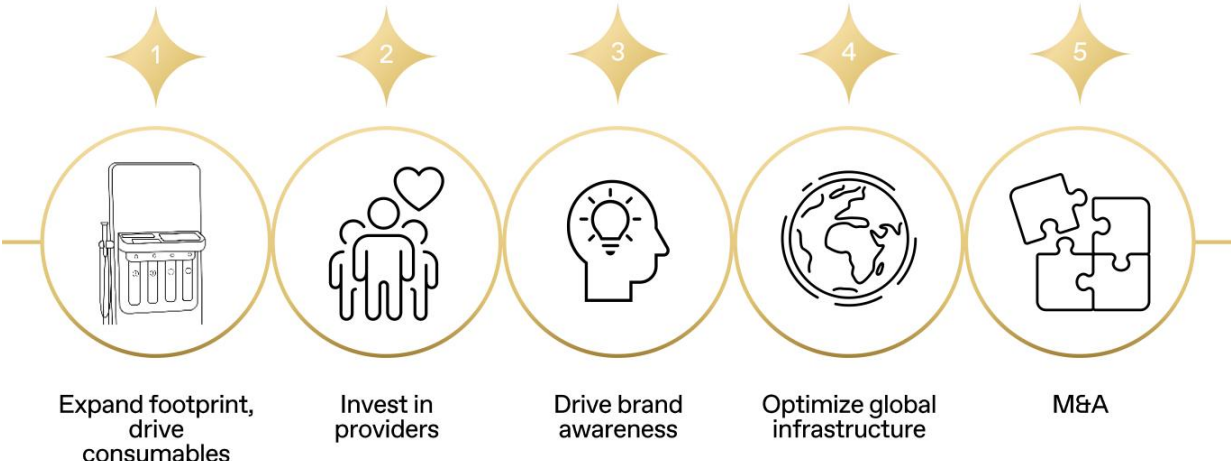 1
2
3
4
5
Expand footprint,
drive
consumables
Invest in
providers
Drive brand
awareness
Optimize global
infrastructure
M&A